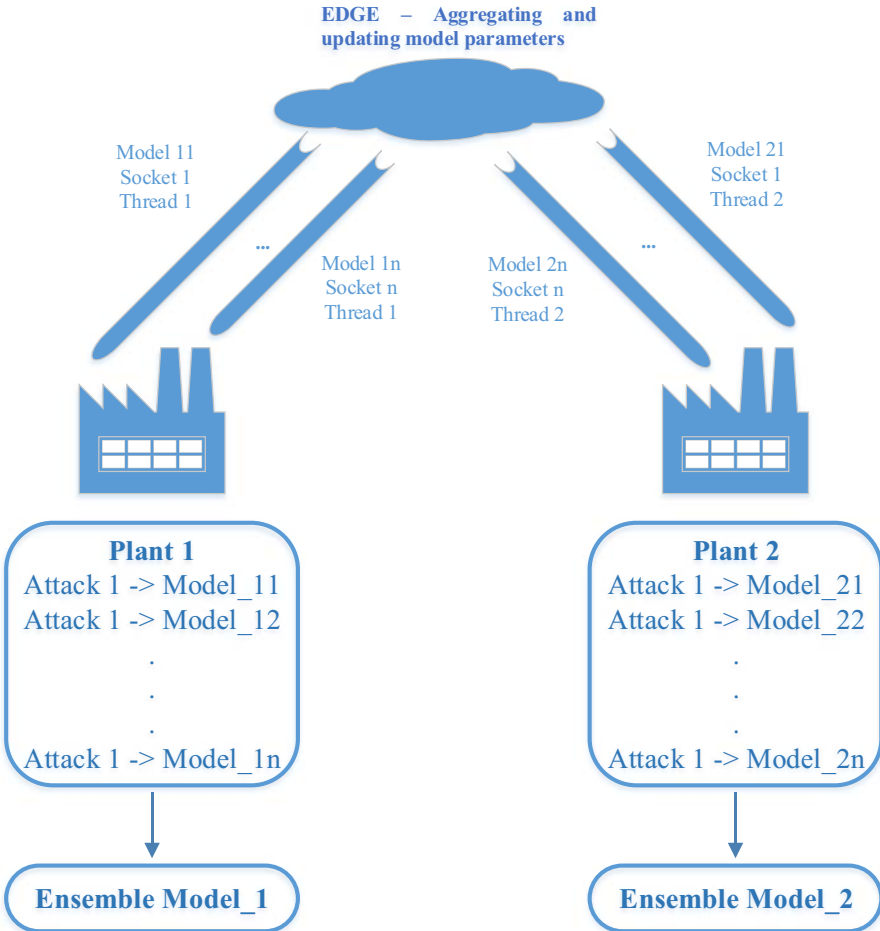 EDGE – Aggregating and
updating model parameters
Model 11
Socket 1
Thread 1
...
Model 1n
Socket n
Thread 1
Model 2n
Socket n
Thread 2
...
Model 21
Socket 1
Thread 2
Plant 1
Attack 1 -> Model_11
Attack 1 -> Model_12
.
.
.
Attack 1 -> Model_1n
Ensemble Model_1
Plant 2
Attack 1 -> Model_21
Attack 1 -> Model_22
.
.
.
Attack 1 -> Model_2n
Ensemble Model_2